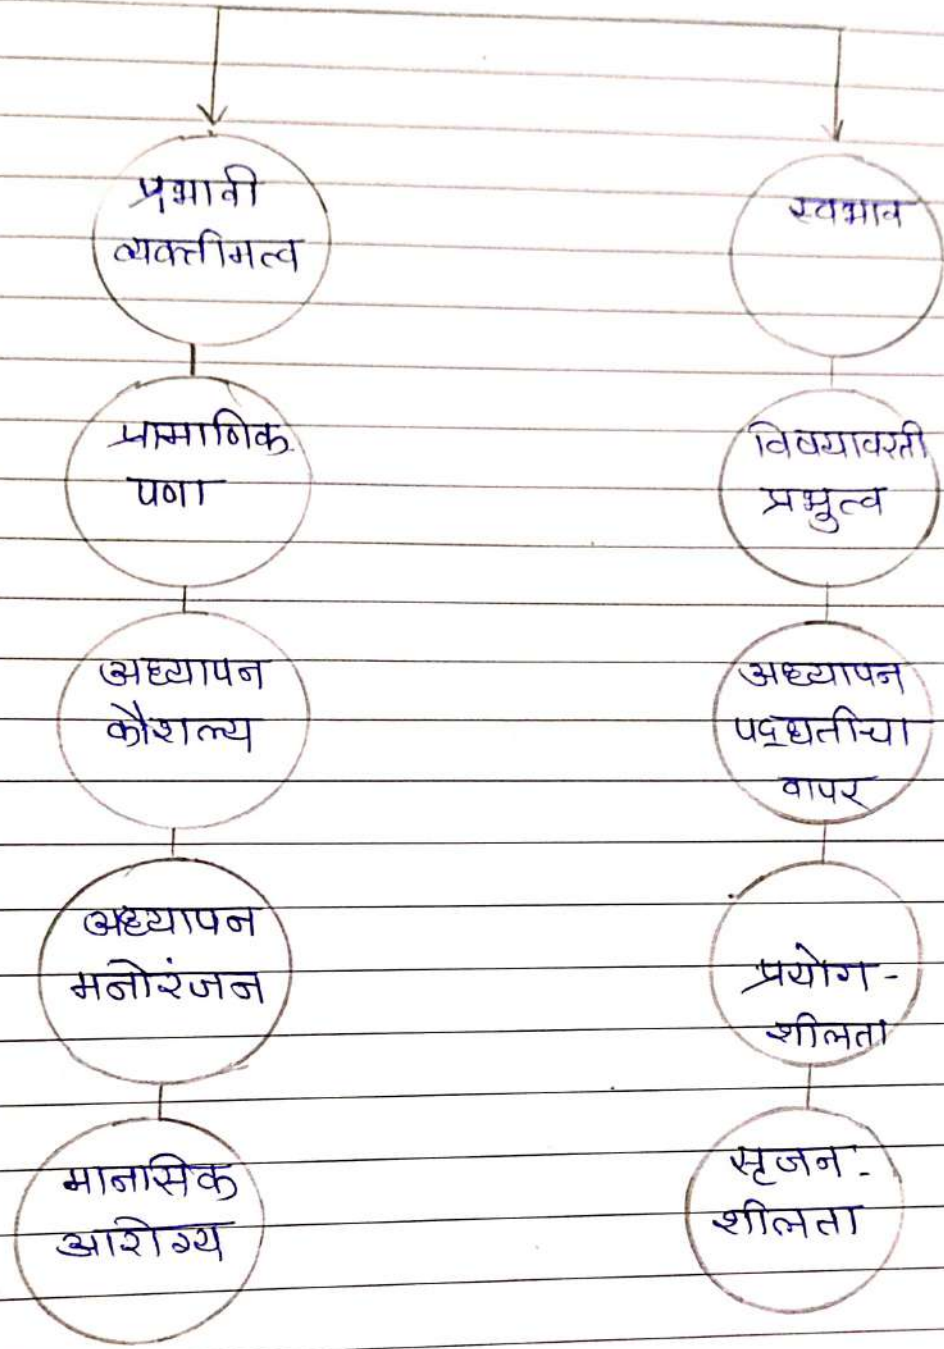 प्रभावी
व्यक्तीमत्व
प्रामाणिक
पणा
अध्यापन
कौशल्य
अध्यापन
मनोरंजन
मानसिक
आरोग्य
स्वभाव
विषयावरती
प्रभुत्व
अध्यापन
पद्धतीचा
वापर
प्रयोग-
शीलता
सृजन-
शीलता